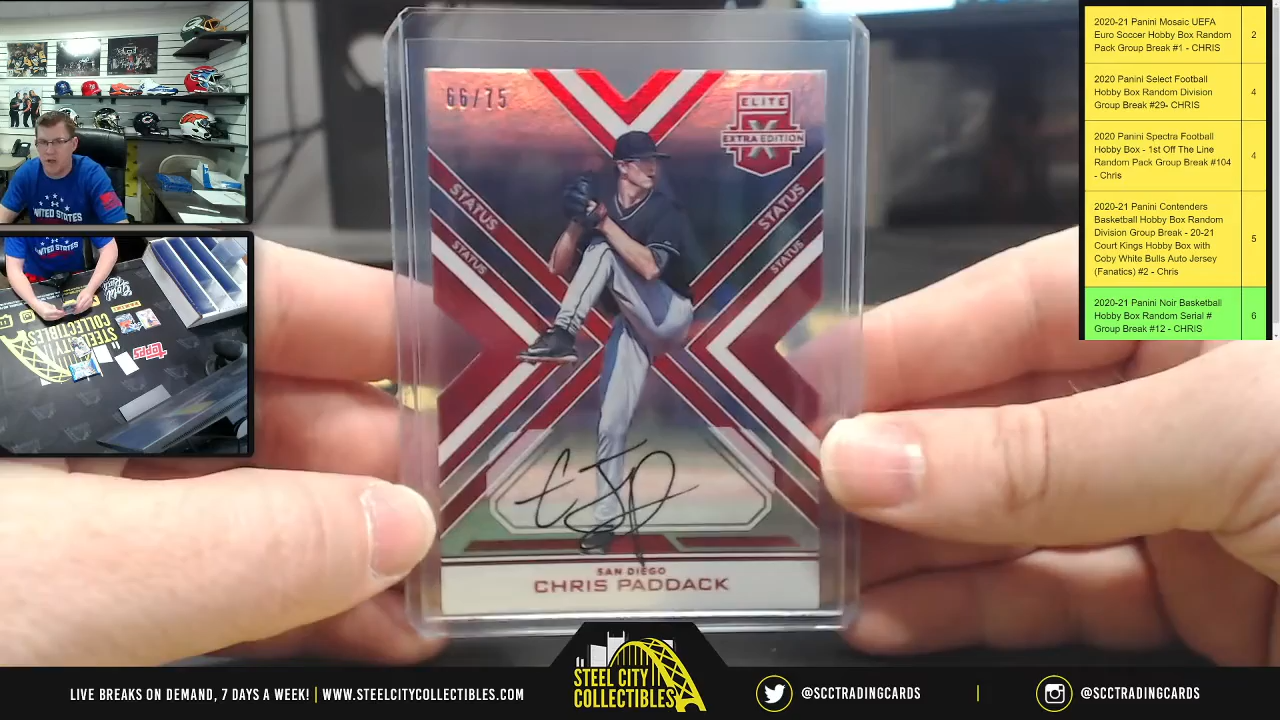 66/75
ELITE
EXTRA EDITION
STATUS
STATUS
STATUS
STATUS
SAN DIEGO
CHRIS PADDACK
UNITED STATES
UNITED STATES
STEEL CITY
COLLECTIBLES
topps
2020-21 Panini Mosaic UEFA
Euro Soccer Hobby Box Random
Pack Group Break #1 - CHRIS
2
2020 Panini Select Football
Hobby Box Random Division
Group Break #29- CHRIS
4
2020 Panini Spectra Football
Hobby Box - 1st Off The Line
Random Pack Group Break #104
- Chris
4
2020-21 Panini Contenders
Basketball Hobby Box Random
Division Group Break - 20-21
Court Kings Hobby Box with
Coby White Bulls Auto Jersey
(Fanatics) #2 - Chris
5
2020-21 Panini Noir Basketball
Hobby Box Random Serial #
Group Break #12 - CHRIS
6
LIVE BREAKS ON DEMAND, 7 DAYS A WEEK! | WWW.STEELCITYCOLLECTIBLES.COM
STEEL CITY
COLLECTIBLES
@SCCTRADINGCARDS | @SCCTRADINGCARDS